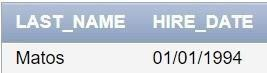 LAST_NAME HIRE_DATE
Matos 01/01/1994